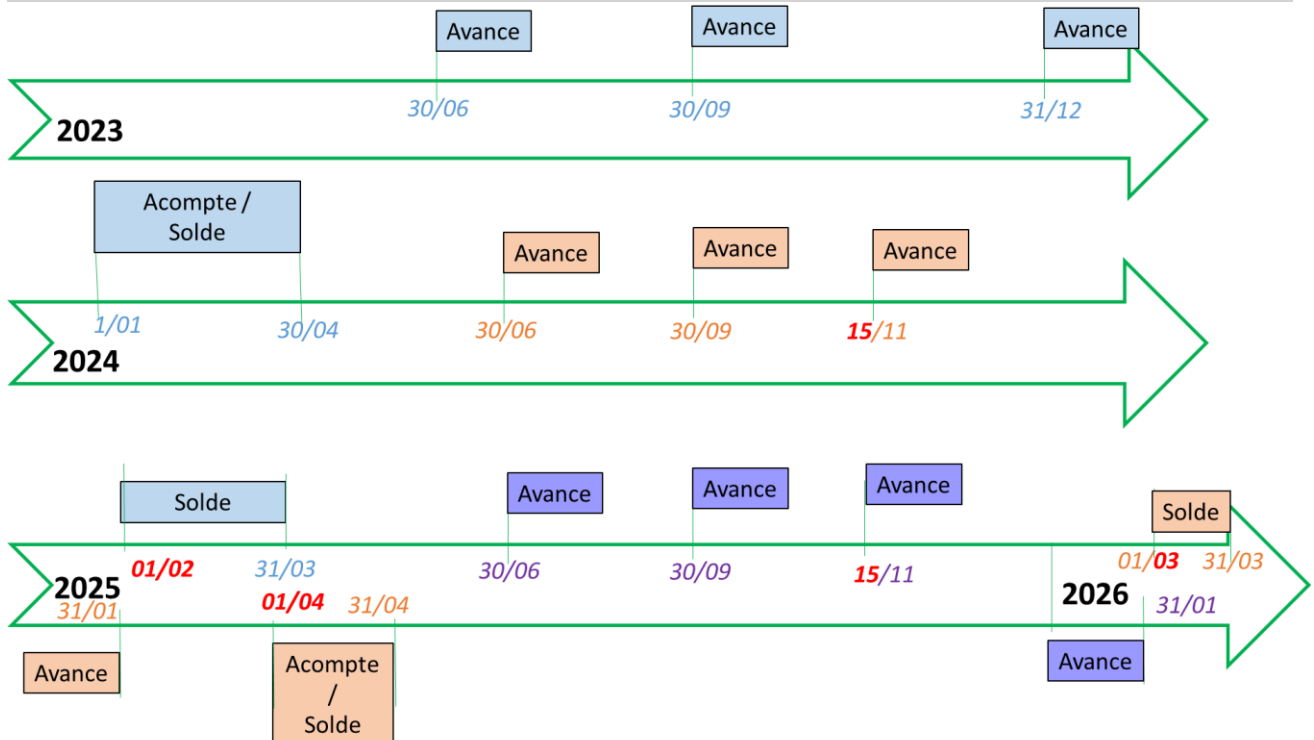 Avance
Avance
Avance
30/06
30/09
31/12
2023
Acompte /
Solde
Avance
Avance
Avance
1/01
30/04
30/06
30/09
15/11
2024
Solde
Avance
Avance
Avance
Solde
01/02
31/03
30/06
30/09
15/11
01/03
31/03
2025
2026
31/01
01/04
31/04
31/01
Avance
Acompte
/
Solde
Avance